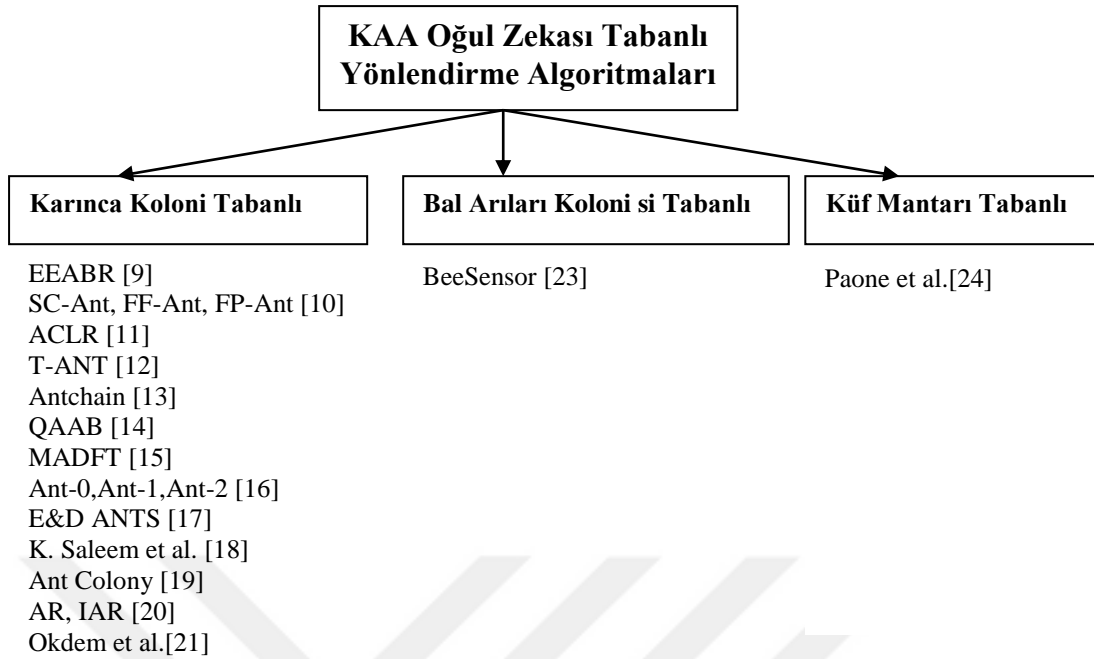 KAA Oğul Zekası Tabanlı
Yönlendirme Algoritmaları
Karınca Koloni Tabanlı
EEABR [9]
SC-Ant, FF-Ant, FP-Ant [10]
ACLR [11]
T-ANT [12]
Antchain [13]
QAAB [14]
MADFT [15]
Ant-0,Ant-1,Ant-2 [16]
E&D ANTS [17]
K. Saleem et al. [18]
Ant Colony [19]
AR, IAR [20]
Okdem et al.[21]
Bal Arıları Koloni si Tabanlı
BeeSensor [23]
Küf Mantarı Tabanlı
Paone et al.[24]